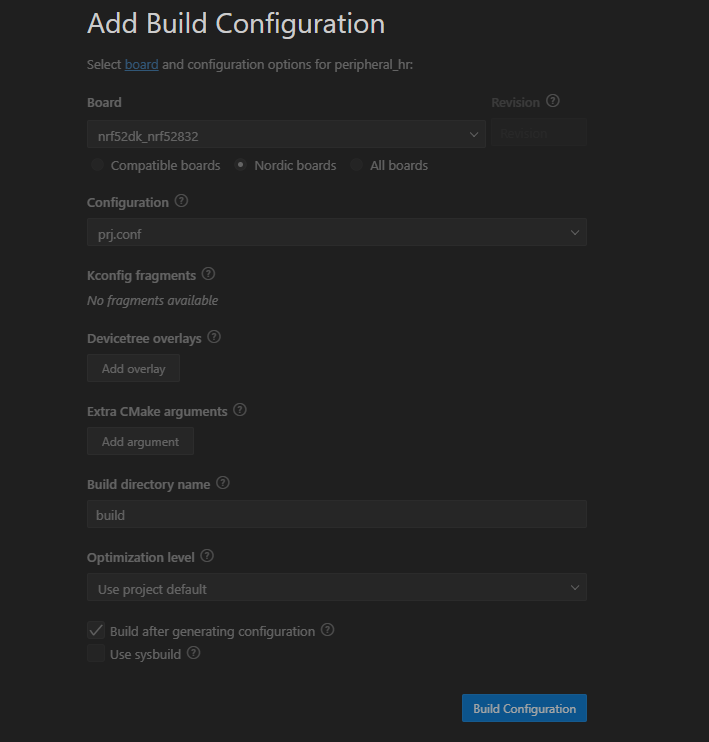 Add Build Configuration
Select board and configuration options for peripheral_hr:
Board
Revision
nrf52dk_nrf52832
Compatible boards
Nordic boards
All boards
Configuration
prj.conf
Kconfig fragments
No fragments available
Devicetree overlays
Add overlay
Extra CMake arguments
Add argument
Build directory name
build
Optimization level
Use project default
Build after generating configuration
Use sysbuild
Build Configuration